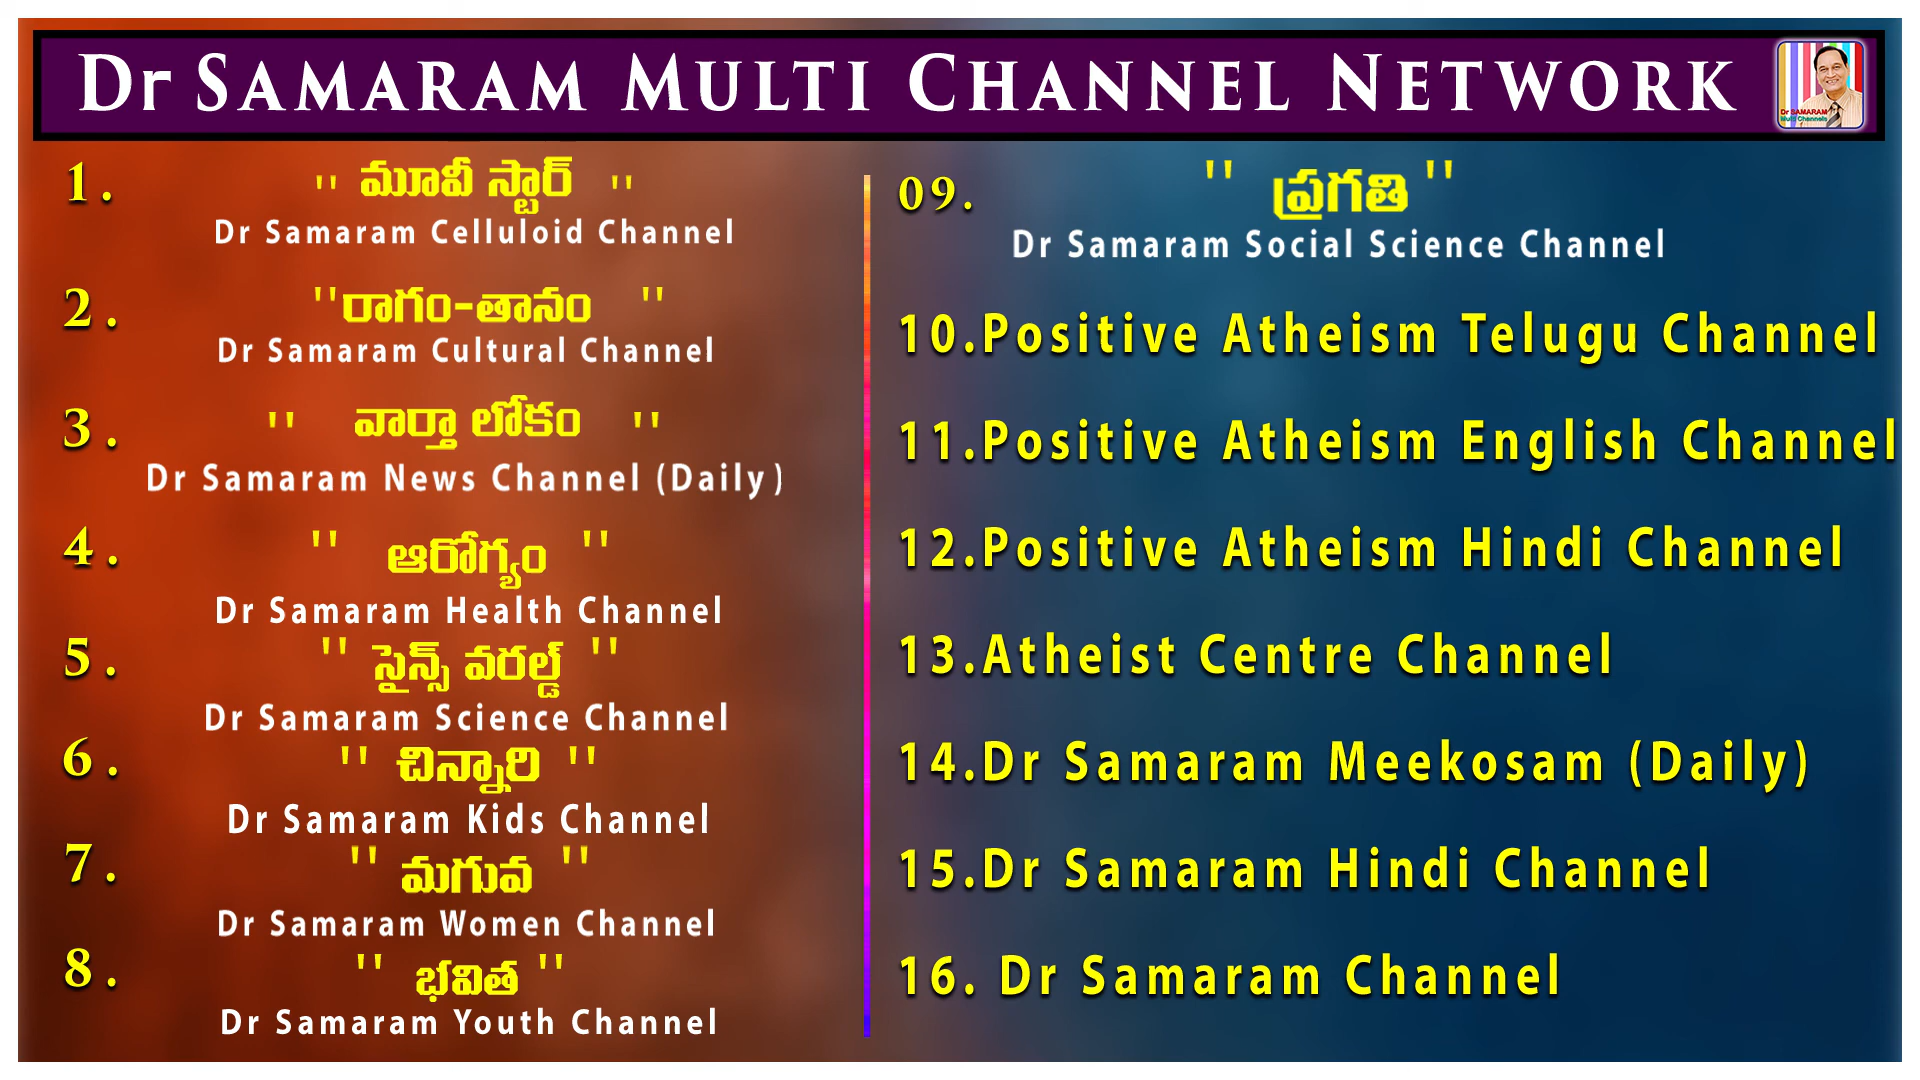 Dr SAMARAM MULTI CHANNEL NETWORK
Dr SAMARAM
Multi Channels
1. " మూవీ స్టార్ "
Dr Samaram Celluloid Channel
2. "రాగం-తానం "
Dr Samaram Cultural Channel
3. " వార్తా లోకం "
Dr Samaram News Channel (Daily)
4. " ఆరోగ్యం "
Dr Samaram Health Channel
5. " సైన్స్ వరల్డ్ "
Dr Samaram Science Channel
6. " చిన్నారి "
Dr Samaram Kids Channel
7. " మగువ "
Dr Samaram Women Channel
8. " భవిత "
Dr Samaram Youth Channel
09. " ప్రగతి "
Dr Samaram Social Science Channel
10.Positive Atheism Telugu Channel
11.Positive Atheism English Channel
12.Positive Atheism Hindi Channel
13.Atheist Centre Channel
14.Dr Samaram Meekosam (Daily)
15.Dr Samaram Hindi Channel
16. Dr Samaram Channel